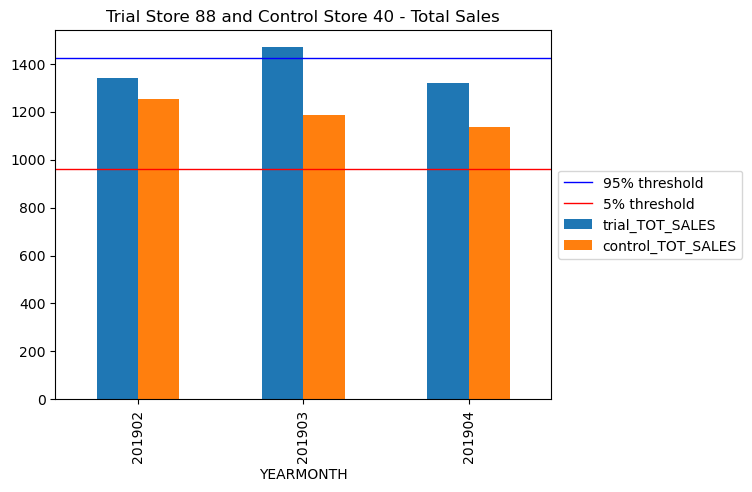 Trial Store 88 and Control Store 40 - Total Sales
1400
1200
1000
800
600
400
200
0
201902
201903
201904
YEARMONTH
95% threshold
5% threshold
trial_TOT_SALES
control_TOT_SALES